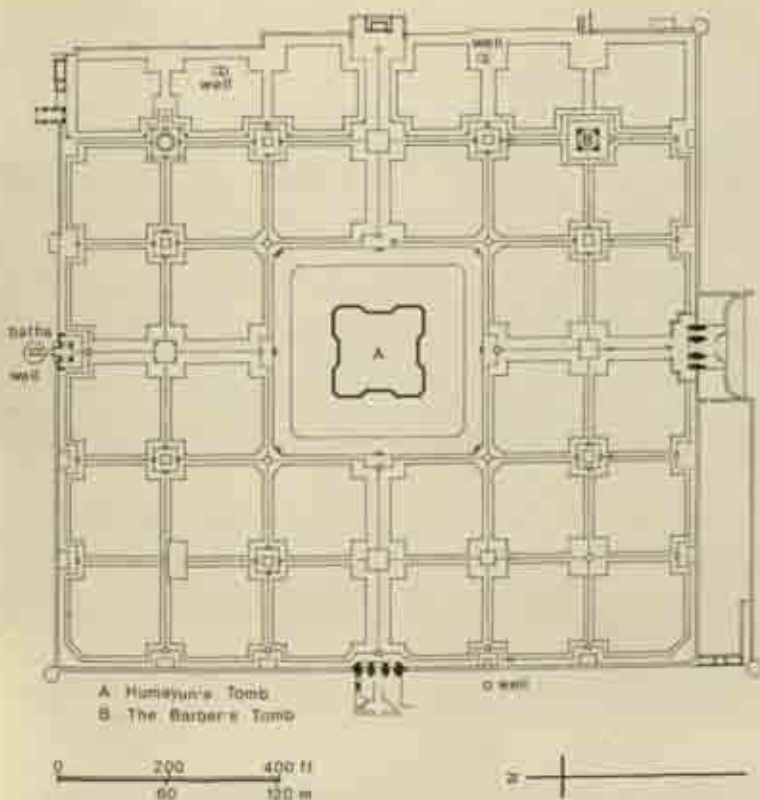 well
well
B
A
baths
well
well
A Humayun's Tomb
B The Barber's Tomb
0 200 400 ft
60 120 m
N